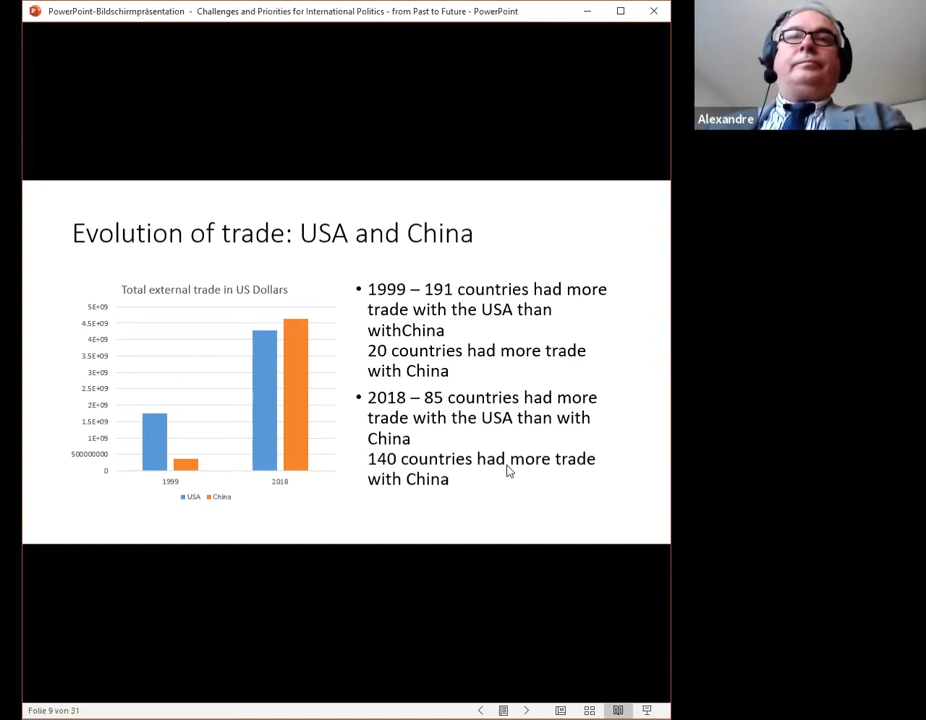 PowerPoint-Bildschirmpräsentation - Challenges and Priorities for International Politics - from Past to Future - PowerPoint
Alexandre
Evolution of trade: USA and China
Total external trade in US Dollars
5E+09
4.5E+09
4E+09
3.5E+09
3E+09
2.5E+09
2E+09
1.5E+09
1E+09
500000000
0
1999
2018
USA
China
• 1999 – 191 countries had more
trade with the USA than
withChina
20 countries had more trade
with China
• 2018 – 85 countries had more
trade with the USA than with
China
140 countries had more trade
with China
Folie 9 von 31